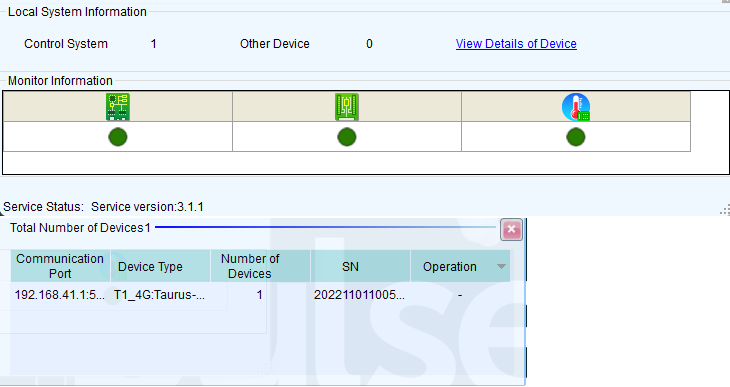 Local System Information
Control System 1 Other Device 0 View Details of Device
Monitor Information
Service Status: Service version:3.1.1
Total Number of Devices1
Communication Port Device Type Number of Devices SN Operation
192.168.41.1:5... T1_4G:Taurus-... 1 202211011005... -